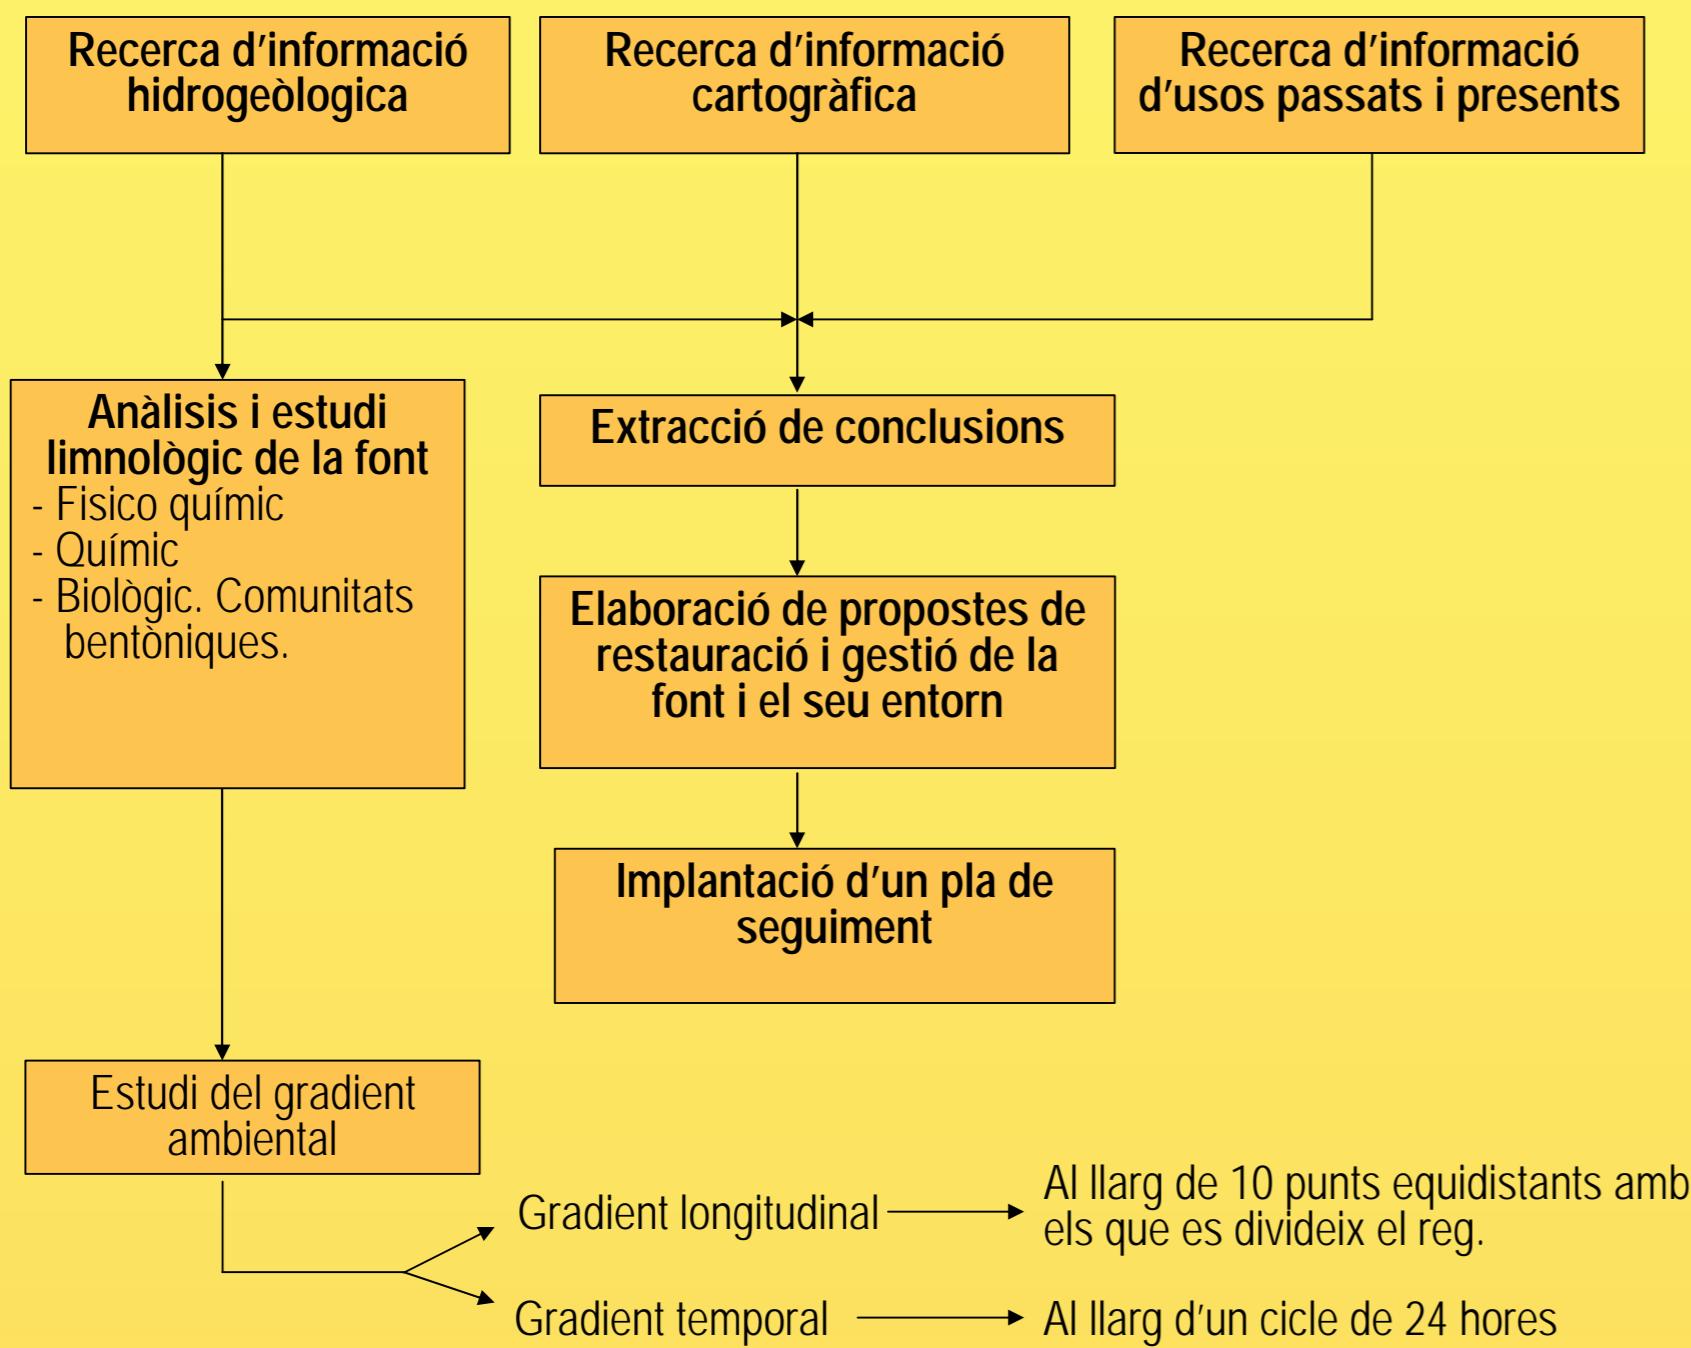 Recerca d’informació
hidrogeòlogica
Recerca d’informació
cartogràfica
Recerca d’informació
d’usos passats i presents
Anàlisis i estudi
limnològic de la font
- Fisico químic
- Químic
- Biològic. Comunitats
bentòniques.
Extracció de conclusions
Elaboració de propostes de
restauració i gestió de la
font i el seu entorn
Implantació d’un pla de
seguiment
Estudi del gradient
ambiental
Gradient longitudinal
Al llarg de 10 punts equidistants amb
els que es divideix el reg.
Gradient temporal
Al llarg d’un cicle de 24 hores